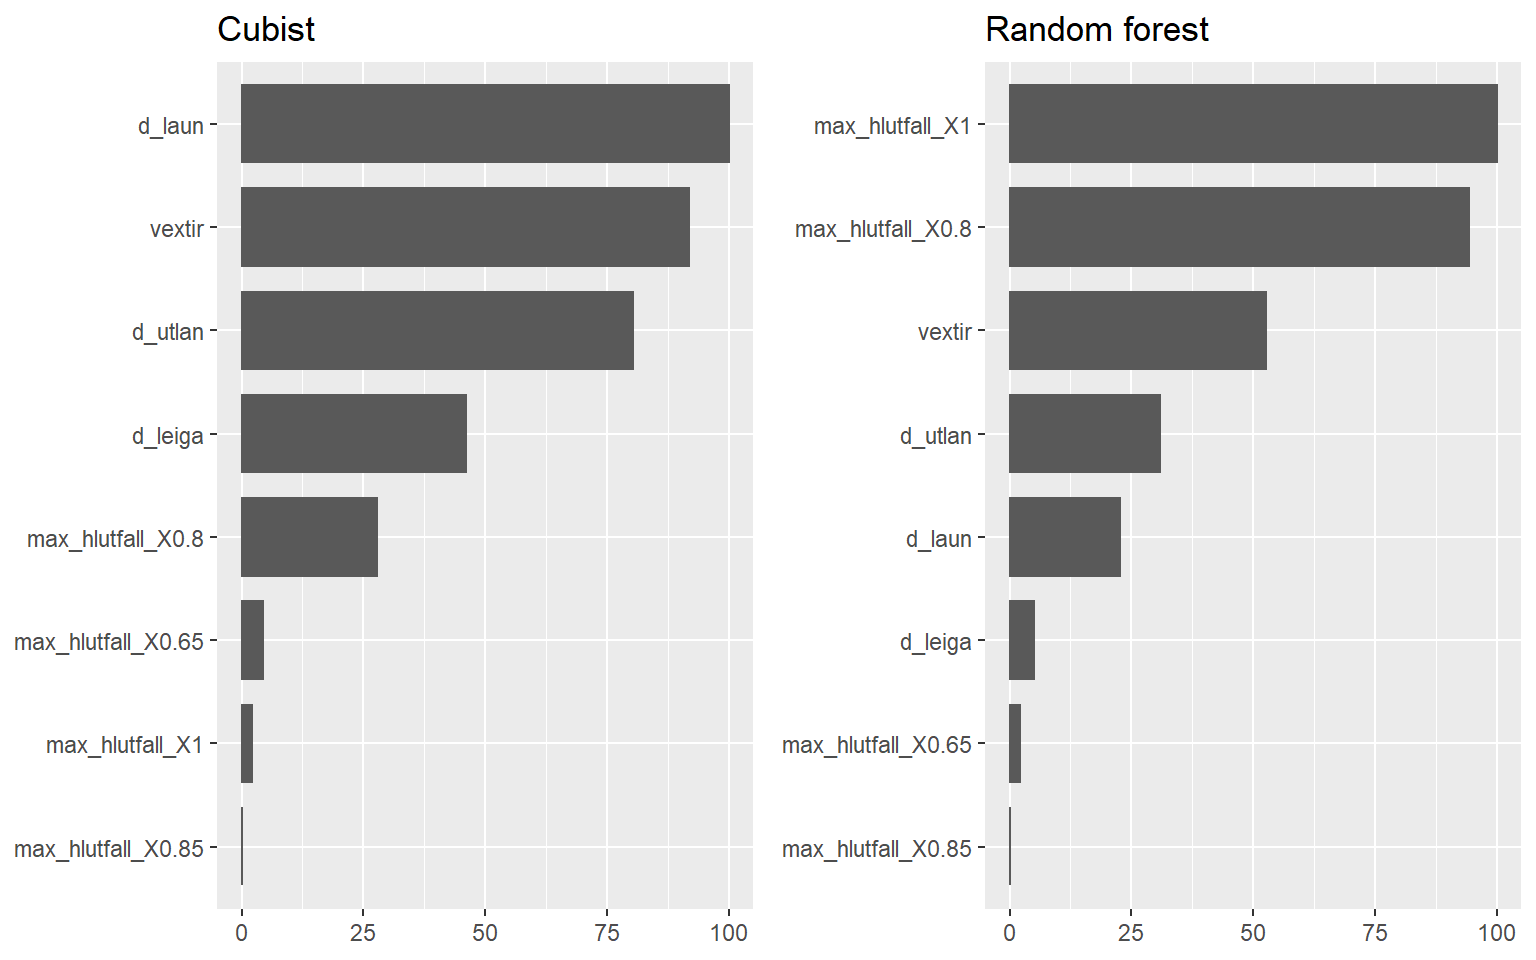 Cubist
d_laun
vextir
d_utlan
d_leiga
max_hlutfall_X0.8
max_hlutfall_X0.65
max_hlutfall_X1
max_hlutfall_X0.85
0 25 50 75 100
Random forest
max_hlutfall_X1
max_hlutfall_X0.8
vextir
d_utlan
d_laun
d_leiga
max_hlutfall_X0.65
max_hlutfall_X0.85
0 25 50 75 100